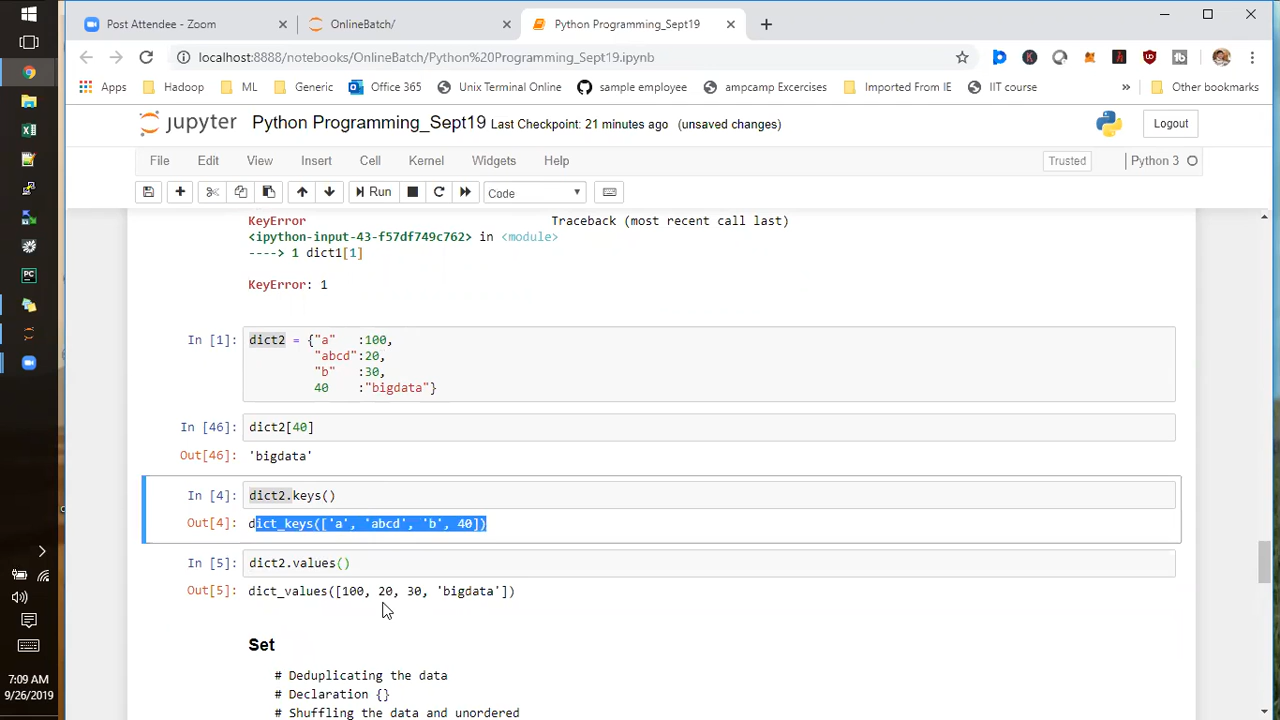 Post Attendee - Zoom
OnlineBatch/
Python Programming_Sept19
localhost:8888/notebooks/OnlineBatch/Python%20Programming_Sept19.ipynb
Apps
Hadoop
ML
Generic
Office 365
Unix Terminal Online
sample employee
ampcamp Excercises
Imported From IE
IIT course
»
Other bookmarks
jupyter
Python Programming_Sept19 Last Checkpoint: 21 minutes ago (unsaved changes)
Logout
File Edit View Insert Cell Kernel Widgets Help
Trusted
Python 3
Run
Code
KeyError Traceback (most recent call last)
<ipython-input-43-f57df749c762> in <module>
----> 1 dict1[1]
KeyError: 1
In [1]: dict2 = {"a" :100,
"abcd":20,
"b" :30,
40 :"bigdata"}
In [46]: dict2[40]
Out[46]: 'bigdata'
In [4]: dict2.keys()
Out[4]: dict_keys(['a', 'abcd', 'b', 40])
In [5]: dict2.values()
Out[5]: dict_values([100, 20, 30, 'bigdata'])
Set
# Deduplicating the data
# Declaration {}
# Shuffling the data and unordered
7:09 AM
9/26/2019